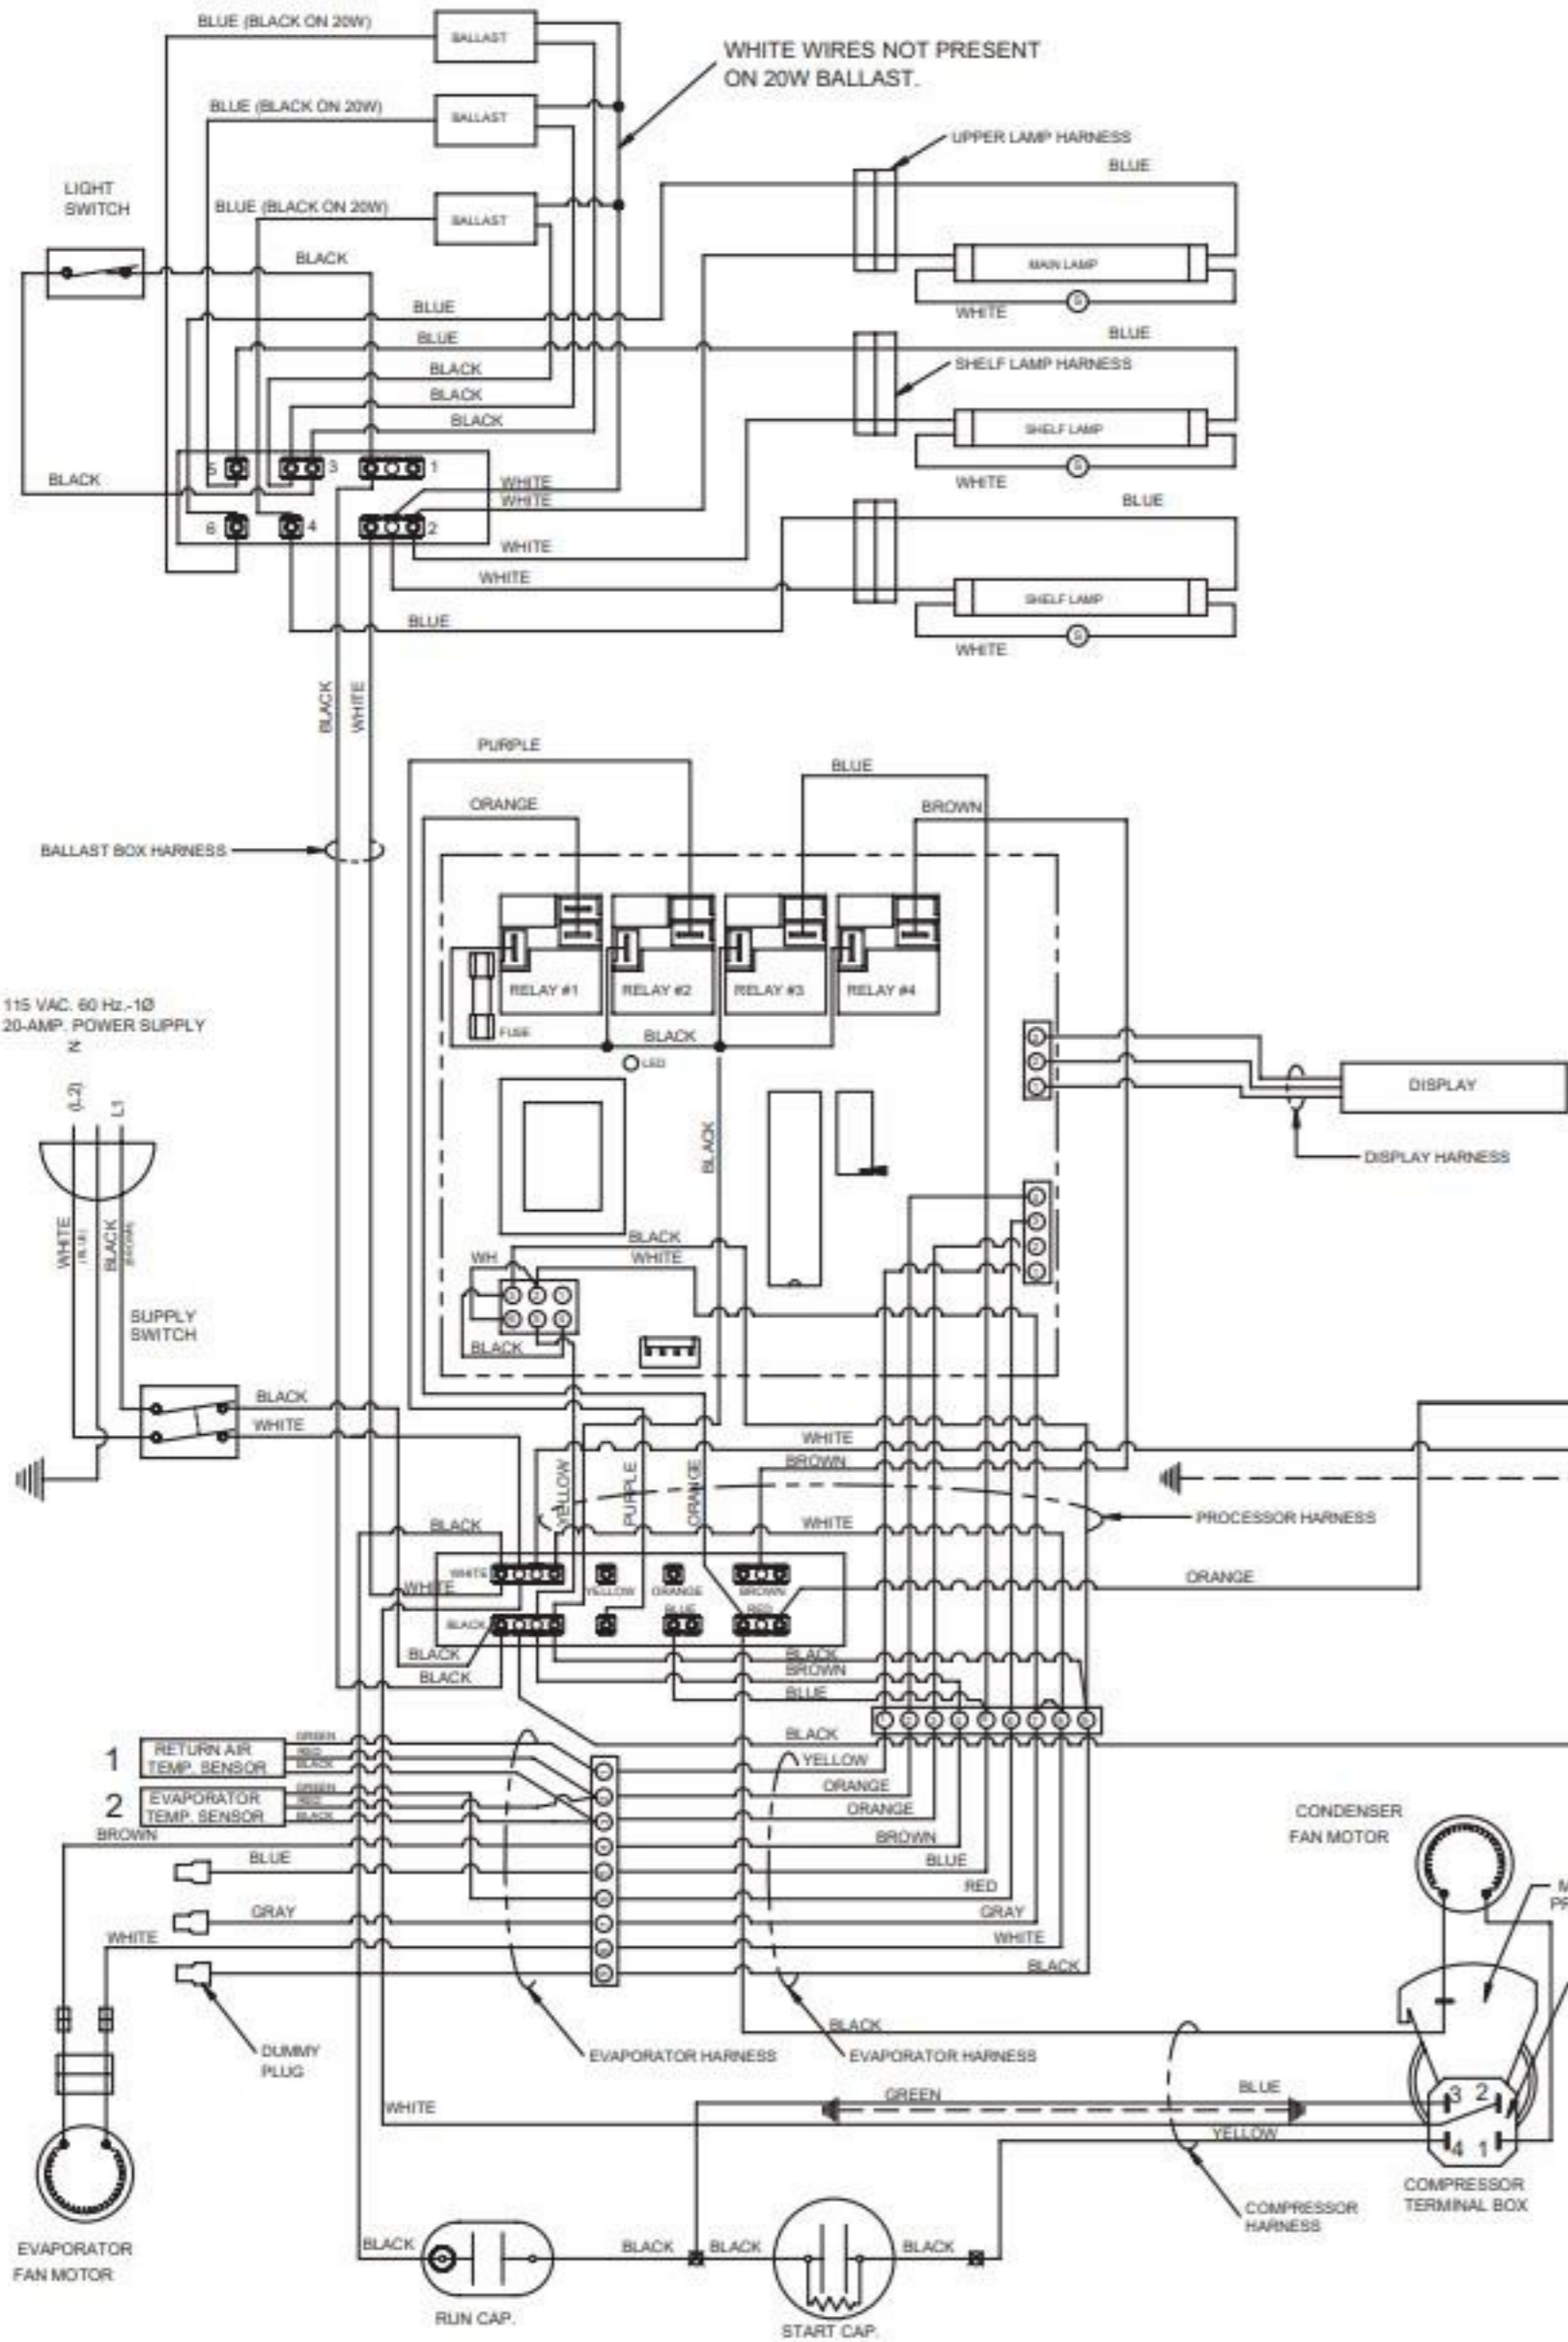 BLUE (BLACK ON 20W)
BALLAST
WHITE WIRES NOT PRESENT
ON 20W BALLAST.
BLUE (BLACK ON 20W)
BALLAST
UPPER LAMP HARNESS
BLUE
LIGHT
SWITCH
BLUE (BLACK ON 20W)
BALLAST
BLACK
MAIN LAMP
BLUE
WHITE
S
BLUE
BLUE
BLACK
SHELF LAMP HARNESS
BLACK
BLACK
SHELF LAMP
5
3
1
S
BLACK
WHITE
WHITE
WHITE
BLUE
6
4
2
WHITE
WHITE
SHELF LAMP
BLUE
S
WHITE
BLACK
WHITE
PURPLE
BLUE
ORANGE
BROWN
BALLAST BOX HARNESS
RELAY #1
RELAY #2
RELAY #3
RELAY #4
115 VAC. 60 Hz.-1Ø
20-AMP. POWER SUPPLY
FUSE
BLACK
LED
N
(L2)
L1
DISPLAY
BLACK
DISPLAY HARNESS
WHITE
(BLUE)
BLACK
(BROWN)
BLACK
WH
WHITE
SUPPLY
SWITCH
BLACK
BLACK
WHITE
WHITE
BROWN
YELLOW
PURPLE
ORANGE
PROCESSOR HARNESS
BLACK
WHITE
WHITE
WHITE
YELLOW
ORANGE
BROWN
ORANGE
BLUE
RED
BLACK
BLACK
BLACK
BROWN
BLACK
BLUE
BLACK
1
RETURN AIR
TEMP. SENSOR
GREEN
RED
BLACK
YELLOW
2
EVAPORATOR
TEMP. SENSOR
GREEN
RED
BLACK
ORANGE
ORANGE
CONDENSER
FAN MOTOR
BROWN
BROWN
BLUE
BLUE
RED
M
PR
GRAY
GRAY
WHITE
WHITE
BLACK
BLACK
DUMMY
PLUG
EVAPORATOR HARNESS
EVAPORATOR HARNESS
GREEN
BLUE
3
2
WHITE
YELLOW
4
1
COMPRESSOR
TERMINAL BOX
COMPRESSOR
HARNESS
BLACK
BLACK
BLACK
BLACK
EVAPORATOR
FAN MOTOR
RUN CAP.
START CAP.